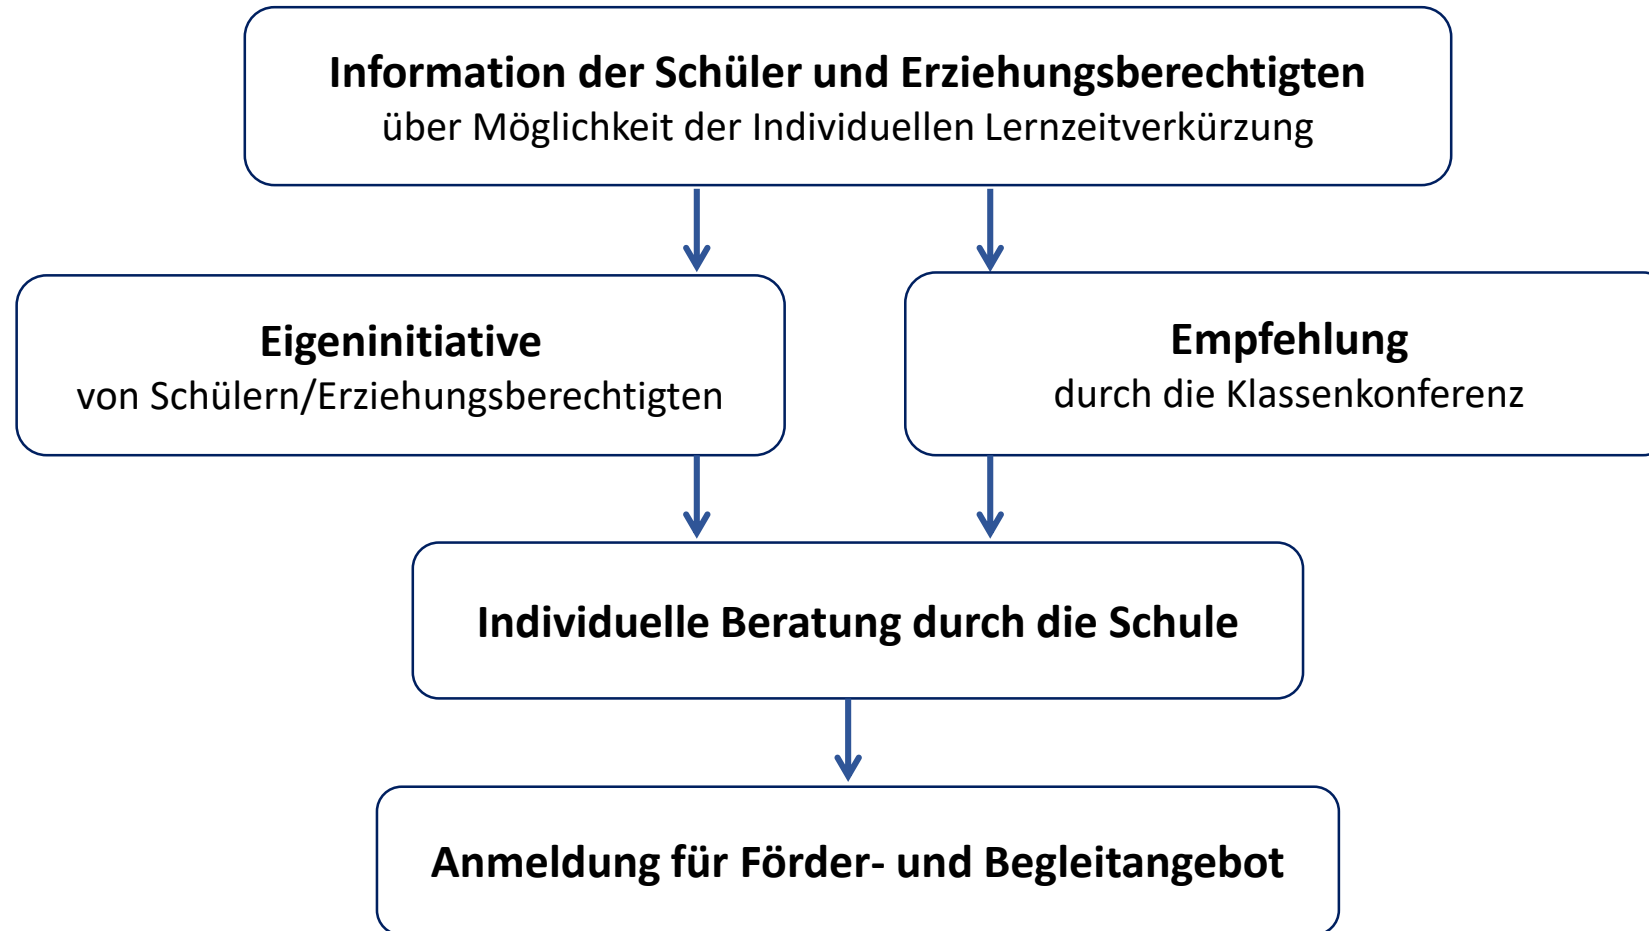 Information der Schüler und Erziehungsberechtigten
über Möglichkeit der Individuellen Lernzeitverkürzung
Eigeninitiative
von Schülern/Erziehungsberechtigten
Empfehlung
durch die Klassenkonferenz
Individuelle Beratung durch die Schule
Anmeldung für Förder- und Begleitangebot